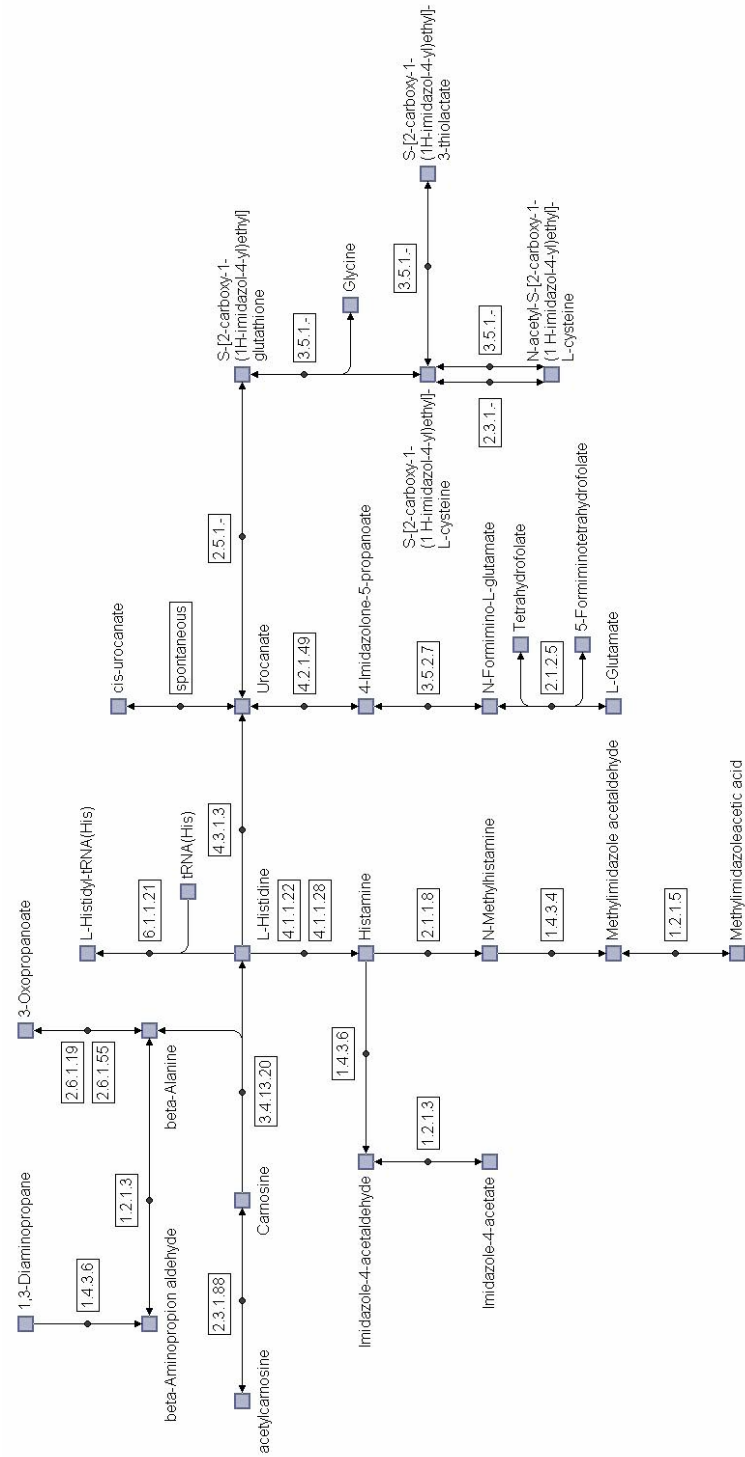 1,3-Diaminopropane
1.4.3.6
beta-Aminopropion aldehyde
1.2.1.3
3-Oxopropanoate
2.6.1.19
2.6.1.55
beta-Alanine
L-Histidyl-tRNA(His)
6.1.1.21
tRNA(His)
cis-urocanate
spontaneous
acetylcarnosine
2.3.1.88
Carnosine
3.4.13.20
L-Histidine
4.3.1.3
Urocanate
2.5.1.-
S-[2-carboxy-1-
(1H-imidazol-4-yl)ethyl]
glutathione
3.5.1.-
Glycine
4.1.1.22
4.1.1.28
Histamine
1.4.3.6
Imidazole-4-acetaldehyde
1.2.1.3
Imidazole-4-acetate
2.1.1.8
N-Methylhistamine
1.4.3.4
Methylimidazole acetaldehyde
1.2.1.5
Methylimidazoleacetic acid
4.2.1.49
4-Imidazolone-5-propanoate
3.5.2.7
N-Formimino-L-glutamate
Tetrahydrofolate
2.1.2.5
5-Formiminotetrahydrofolate
L-Glutamate
S-[2-carboxy-1-
(1 H-imidazol-4-yl)ethyl]-
L-cysteine
3.5.1.-
S-[2-carboxy-1-
(1H-imidazol-4-yl)ethyl]-
3-thiolactate
2.3.1.-
3.5.1.-
N-acetyl-S-[2-carboxy-1-
(1 H-imidazol-4-yl)ethyl]-
L-cysteine